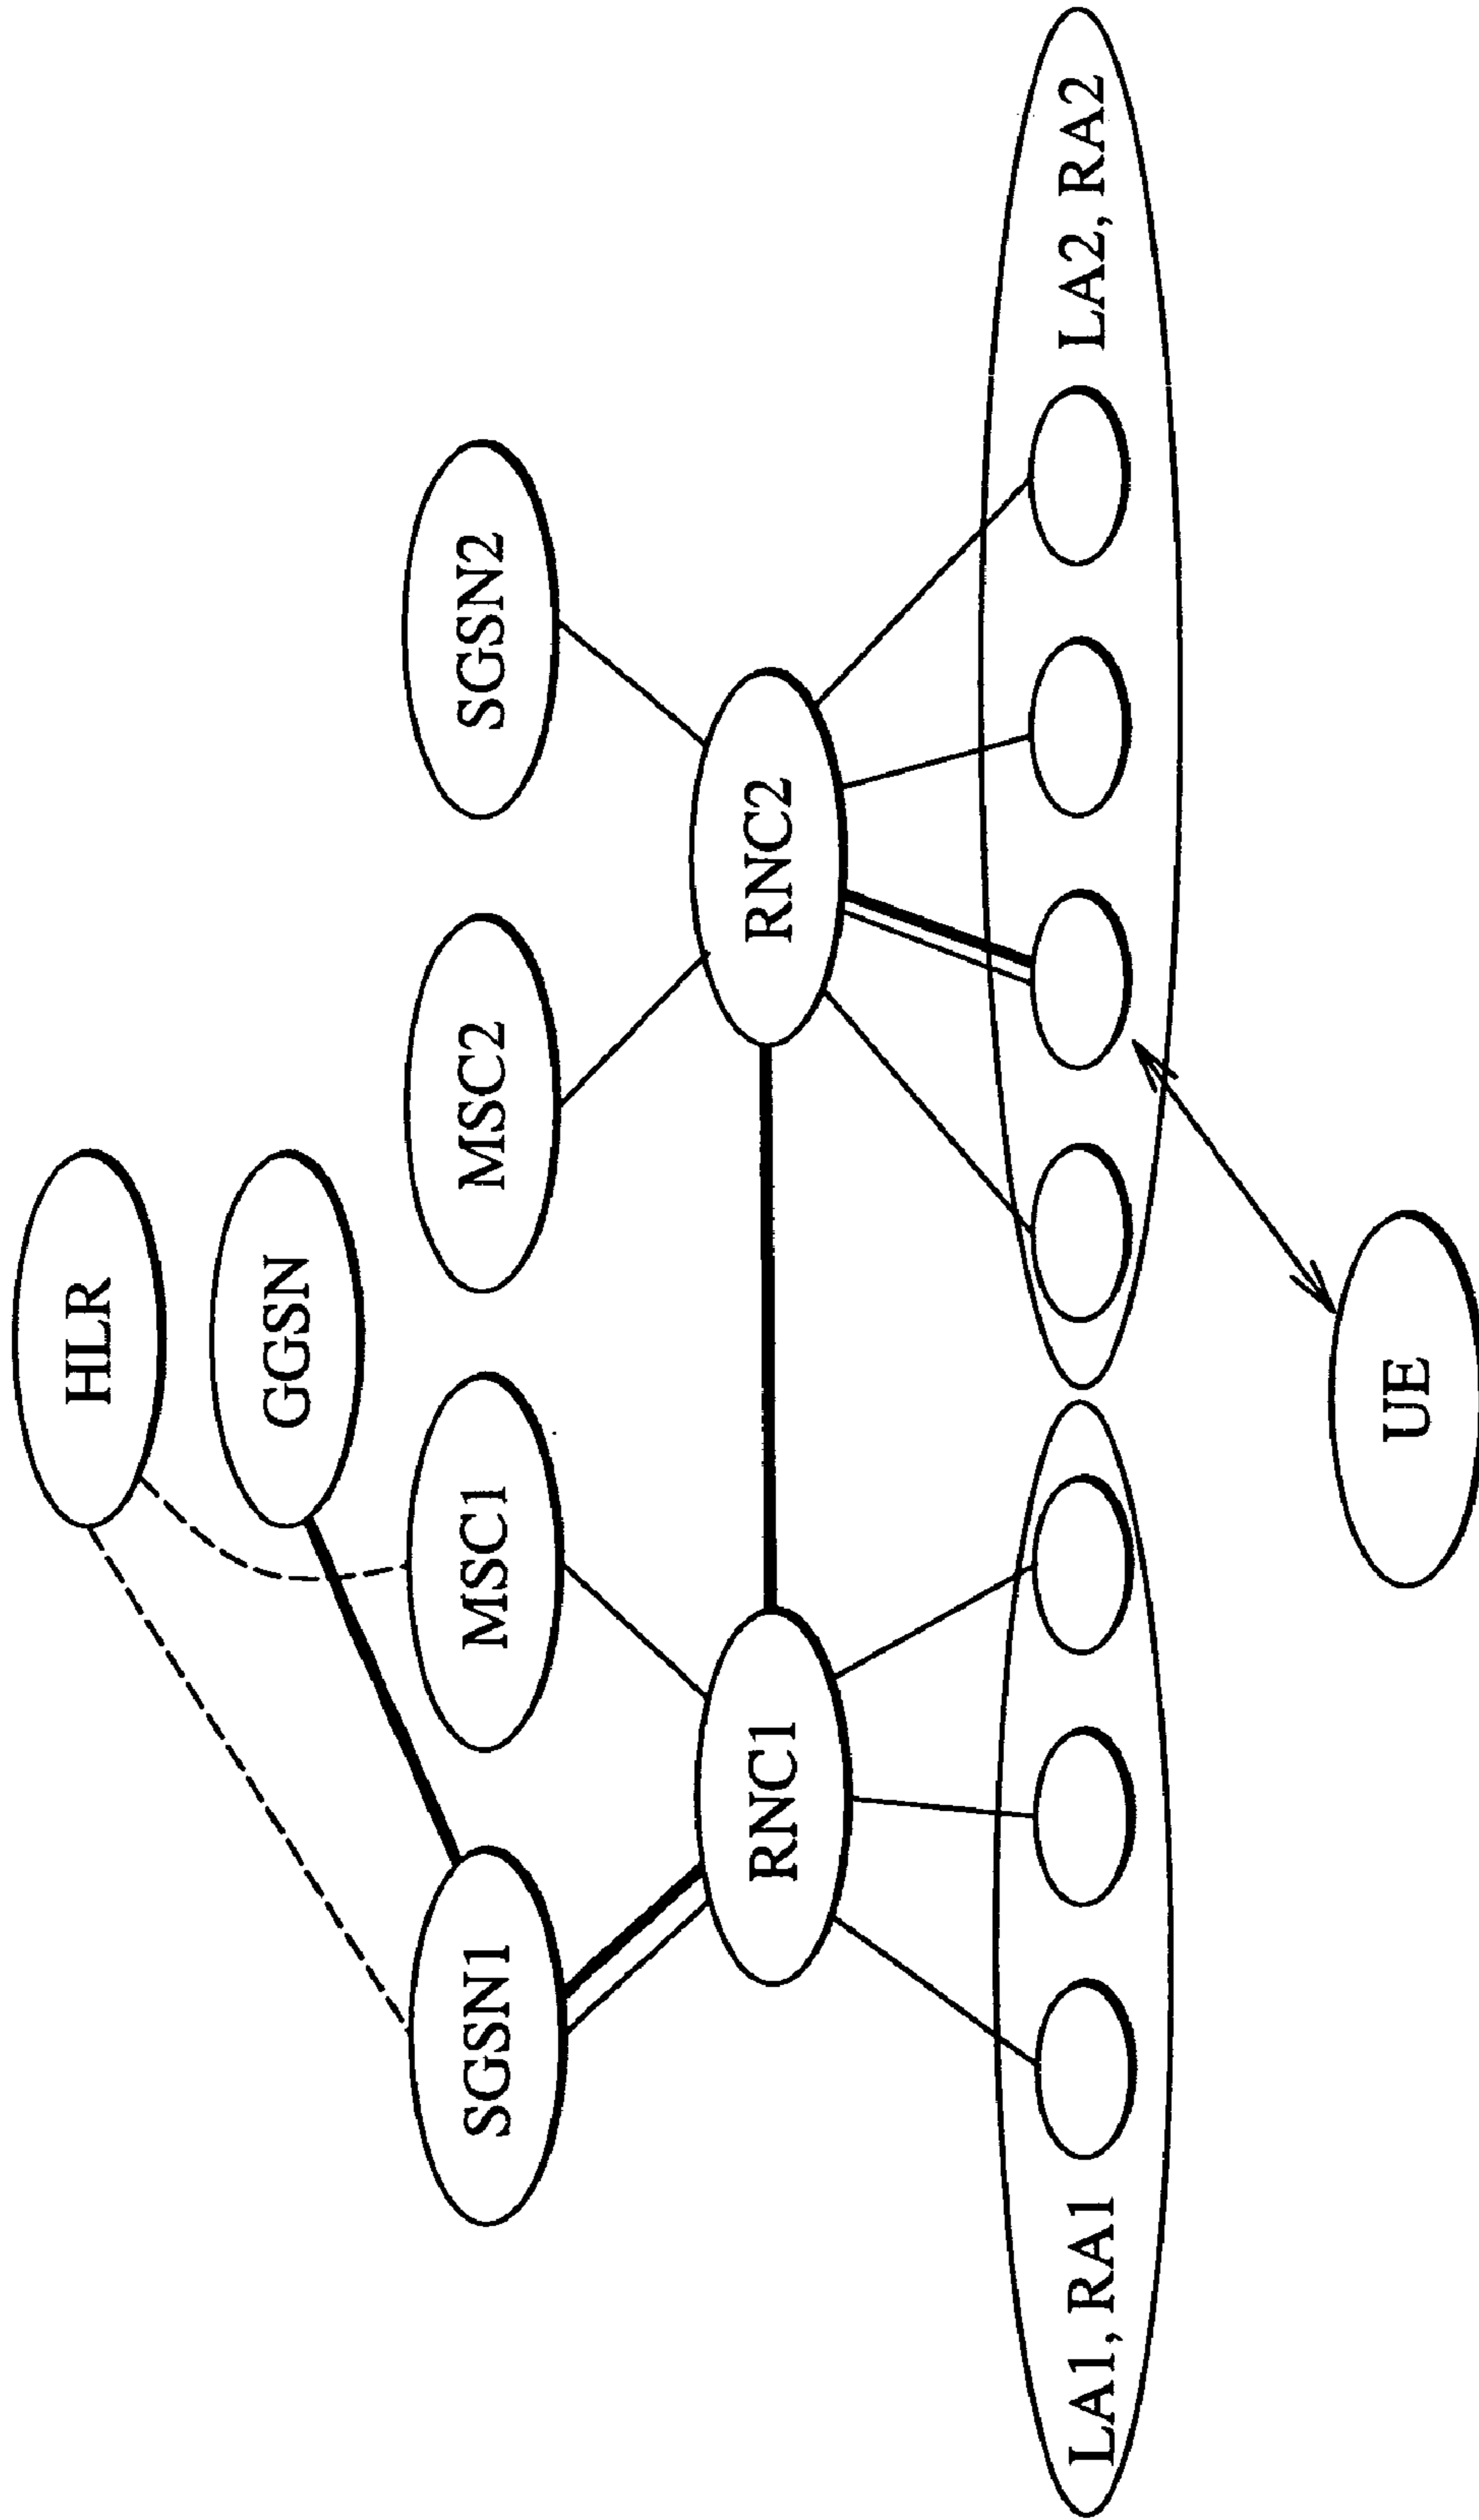 HLR
GGSN
SGSN1
MSC1
MSC2
SGSN2
RNC1
RNC2
LA1, RA1
LA2, RA2
UE